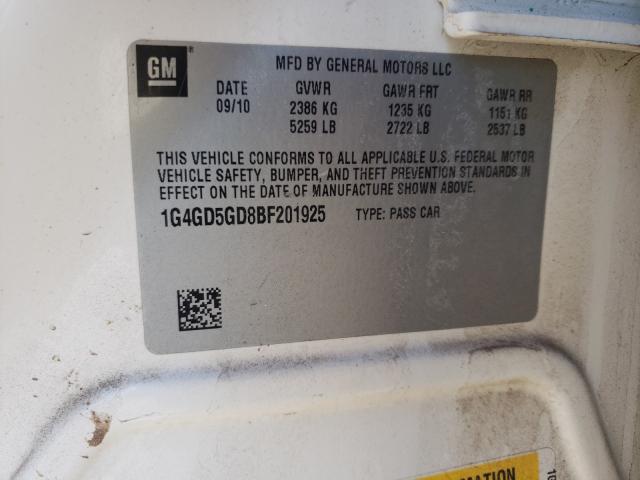 GM ®
MFD BY GENERAL MOTORS LLC
DATE GVWR GAWR FRT GAWR RR
09/10 2386 KG 1235 KG 1151 KG
5259 LB 2722 LB 2537 LB
THIS VEHICLE CONFORMS TO ALL APPLICABLE U.S. FEDERAL MOTOR
VEHICLE SAFETY, BUMPER, AND THEFT PREVENTION STANDARDS IN
EFFECT ON THE DATE OF MANUFACTURE SHOWN ABOVE.
1G4GD5GD8BF201925 TYPE: PASS CAR